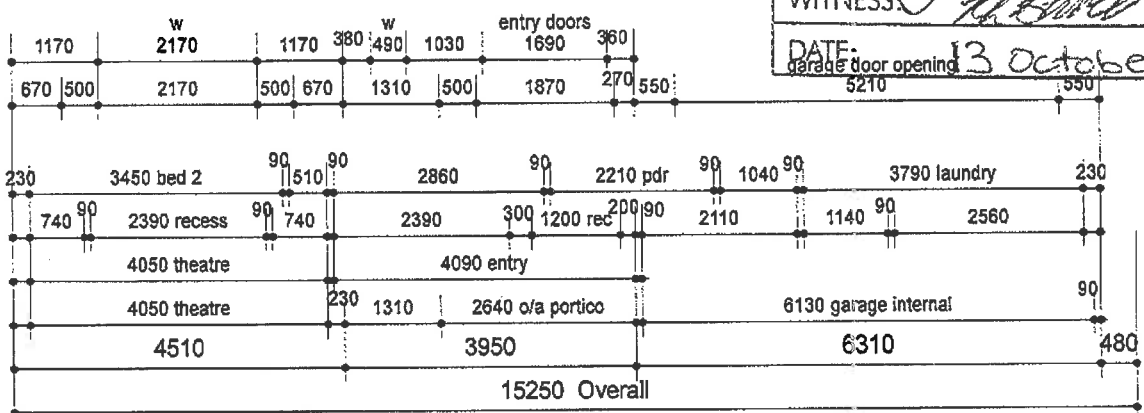 WITNESS:
DATE: 13 Octobe
w w entry doors
1170 2170 1170 380 490 1030 1690 360
garage door opening
670 500 2170 500 670 1310 500 1870 270 550 5210 550
230 3450 bed 2 90 510 90 2860 90 2210 pdr 90 1040 90 3790 laundry 230
740 90 2390 recess 90 740 2390 300 1200 rec 200 90 2110 1140 90 2560
4050 theatre 4090 entry
4050 theatre 230 1310 2640 o/a portico 6130 garage internal 90
4510 3950 6310 480
15250 Overall